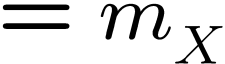 = m_X